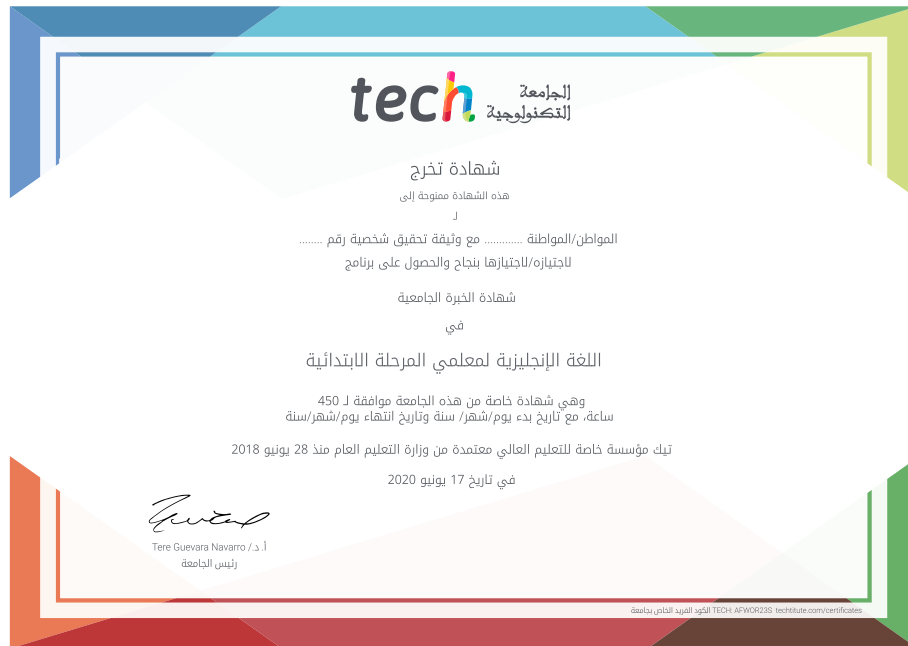 tech الجامعة
التكنولوجية
شهادة تخرج
هذه الشهادة ممنوحة إلى
لـ
المواطن/المواطنة ............ مع وثيقة تحقيق شخصية رقم ........
لاجتيازه/لاجتيازها بنجاح والحصول على برنامج
شهادة الخبرة الجامعية
في
اللغة الإنجليزية لمعلمي المرحلة الابتدائية
وهي شهادة خاصة من هذه الجامعة موافقة لـ 450
ساعة، مع تاريخ بدء يوم/شهر/ سنة وتاريخ انتهاء يوم/شهر/سنة
تيك مؤسسة خاصة للتعليم العالي معتمدة من وزارة التعليم العام منذ 28 يونيو 2018
في تاريخ 17 يونيو 2020
أ. د./ Tere Guevara Navarro
رئيس الجامعة
الكود الفريد الخاص بجامعة TECH: AFWOR23S techtitute.com/certificates